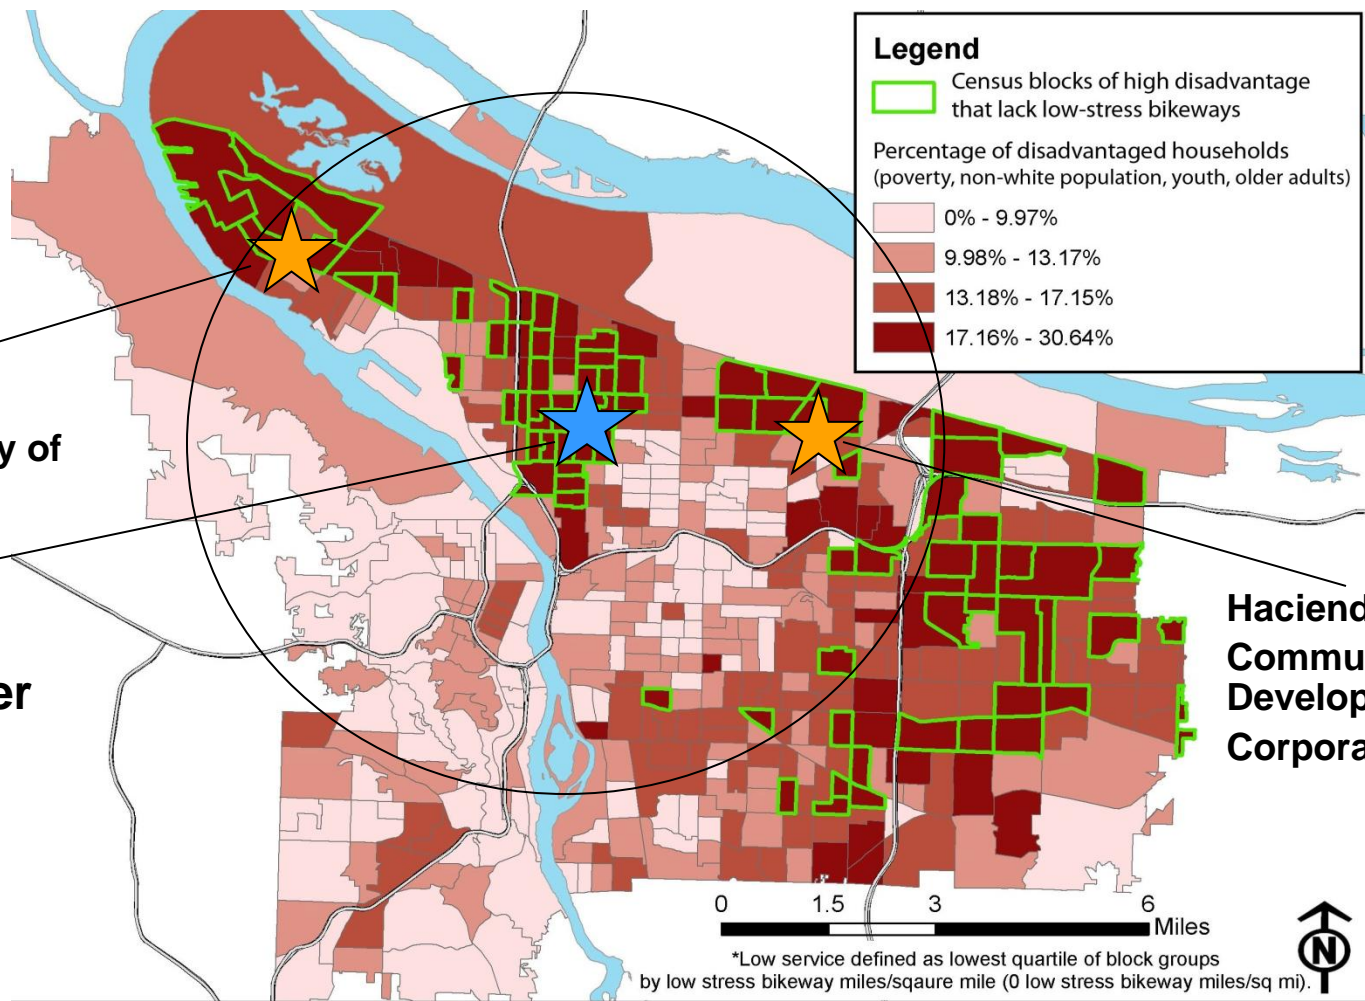 Legend
Census blocks of high disadvantage
that lack low-stress bikeways
Percentage of disadvantaged households
(poverty, non-white population, youth, older adults)
0% - 9.97%
9.98% - 13.17%
13.18% - 17.15%
17.16% - 30.64%
y of
er
Haciend
Commu
Develop
Corpora
0 1.5 3 6
Miles
*Low service defined as lowest quartile of block groups
by low stress bikeway miles/sqaure mile (0 low stress bikeway miles/sq mi).
N